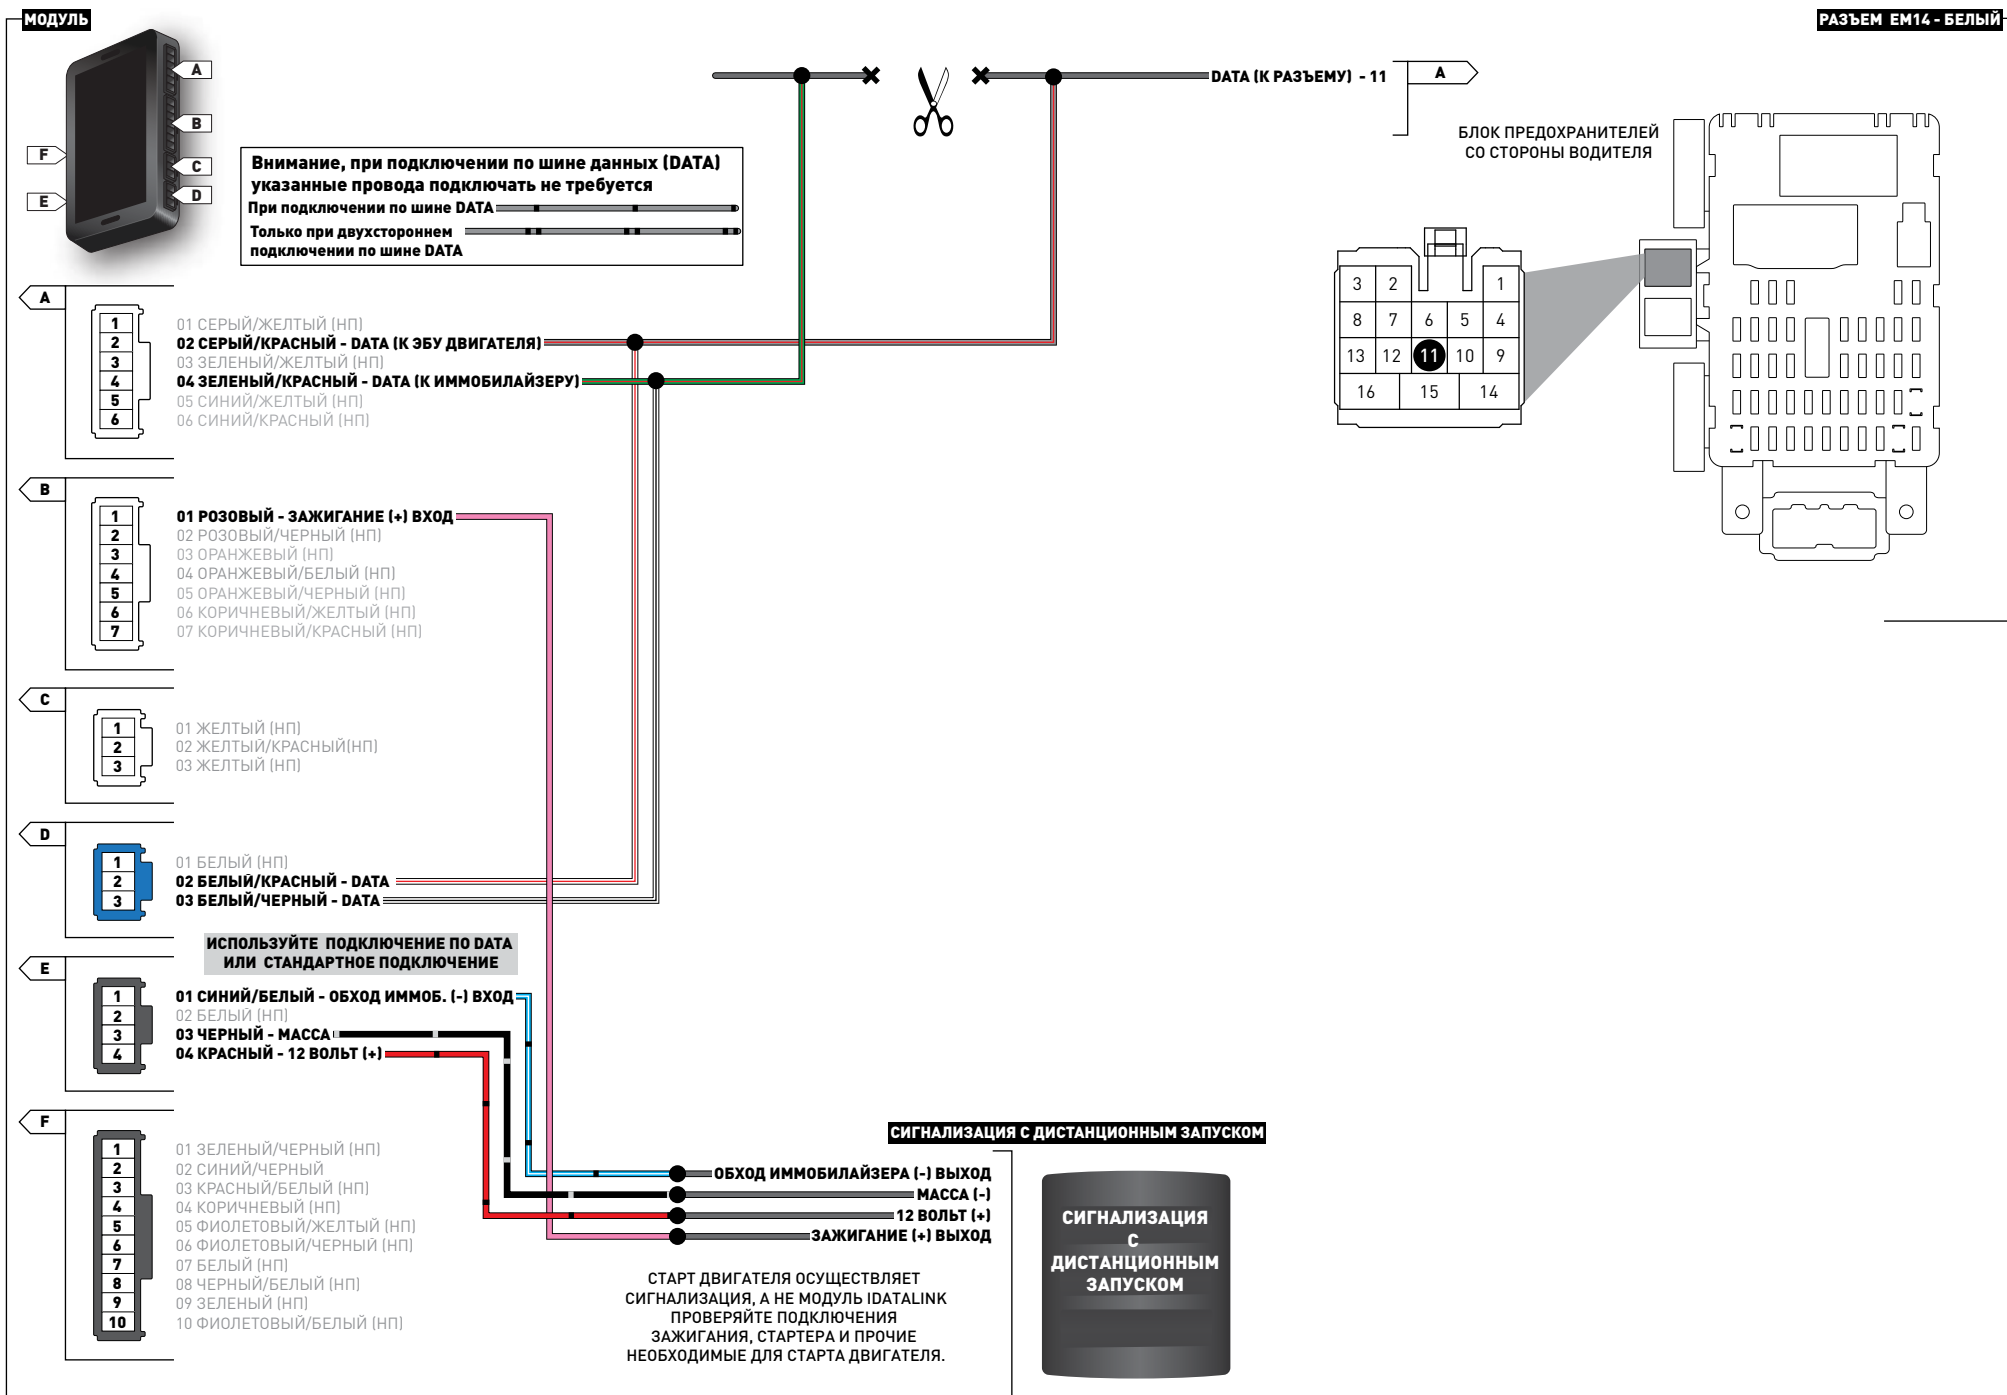 МОДУЛЬ
РАЗЪЕМ EM14 - БЕЛЫЙ
A
B
C
D
F
E
DATA (К РАЗЪЕМУ) - 11
A
Внимание, при подключении по шине данных (DATA)
указанные провода подключать не требуется
При подключении по шине DATA
Только при двухстороннем
подключении по шине DATA
БЛОК ПРЕДОХРАНИТЕЛЕЙ
СО СТОРОНЫ ВОДИТЕЛЯ
3 2 1
8 7 6 5 4
13 12 11 10 9
16 15 14
A
1 01 СЕРЫЙ/ЖЕЛТЫЙ (НП)
2 02 СЕРЫЙ/КРАСНЫЙ - DATA (К ЭБУ ДВИГАТЕЛЯ)
3 03 ЗЕЛЕНЫЙ/ЖЕЛТЫЙ (НП)
4 04 ЗЕЛЕНЫЙ/КРАСНЫЙ - DATA (К ИММОБИЛАЙЗЕРУ)
5 05 СИНИЙ/ЖЕЛТЫЙ (НП)
6 06 СИНИЙ/КРАСНЫЙ (НП)
B
1 01 РОЗОВЫЙ - ЗАЖИГАНИЕ (+) ВХОД
2 02 РОЗОВЫЙ/ЧЕРНЫЙ (НП)
3 03 ОРАНЖЕВЫЙ (НП)
4 04 ОРАНЖЕВЫЙ/БЕЛЫЙ (НП)
5 05 ОРАНЖЕВЫЙ/ЧЕРНЫЙ (НП)
6 06 КОРИЧНЕВЫЙ/ЖЕЛТЫЙ (НП)
7 07 КОРИЧНЕВЫЙ/КРАСНЫЙ (НП)
C
1 01 ЖЕЛТЫЙ (НП)
2 02 ЖЕЛТЫЙ/КРАСНЫЙ(НП)
3 03 ЖЕЛТЫЙ (НП)
D
1 01 БЕЛЫЙ (НП)
2 02 БЕЛЫЙ/КРАСНЫЙ - DATA
3 03 БЕЛЫЙ/ЧЕРНЫЙ - DATA
ИСПОЛЬЗУЙТЕ ПОДКЛЮЧЕНИЕ ПО DATA
ИЛИ СТАНДАРТНОЕ ПОДКЛЮЧЕНИЕ
E
1 01 СИНИЙ/БЕЛЫЙ - ОБХОД ИММОБ. (-) ВХОД
2 02 БЕЛЫЙ (НП)
3 03 ЧЕРНЫЙ - МАССА
4 04 КРАСНЫЙ - 12 ВОЛЬТ (+)
F
1 01 ЗЕЛЕНЫЙ/ЧЕРНЫЙ (НП)
2 02 СИНИЙ/ЧЕРНЫЙ
3 03 КРАСНЫЙ/БЕЛЫЙ (НП)
4 04 КОРИЧНЕВЫЙ (НП)
5 05 ФИОЛЕТОВЫЙ/ЖЕЛТЫЙ (НП)
6 06 ФИОЛЕТОВЫЙ/ЧЕРНЫЙ (НП)
7 07 БЕЛЫЙ (НП)
8 08 ЧЕРНЫЙ/БЕЛЫЙ (НП)
9 09 ЗЕЛЕНЫЙ (НП)
10 10 ФИОЛЕТОВЫЙ/БЕЛЫЙ (НП)
СИГНАЛИЗАЦИЯ С ДИСТАНЦИОННЫМ ЗАПУСКОМ
ОБХОД ИММОБИЛАЙЗЕРА (-) ВЫХОД
МАССА (-)
12 ВОЛЬТ (+)
ЗАЖИГАНИЕ (+) ВЫХОД
СИГНАЛИЗАЦИЯ
С
ДИСТАНЦИОННЫМ
ЗАПУСКОМ
СТАРТ ДВИГАТЕЛЯ ОСУЩЕСТВЛЯЕТ
СИГНАЛИЗАЦИЯ, А НЕ МОДУЛЬ IDATALINK
ПРОВЕРЯЙТЕ ПОДКЛЮЧЕНИЯ
ЗАЖИГАНИЯ, СТАРТЕРА И ПРОЧИЕ
НЕОБХОДИМЫЕ ДЛЯ СТАРТА ДВИГАТЕЛЯ.